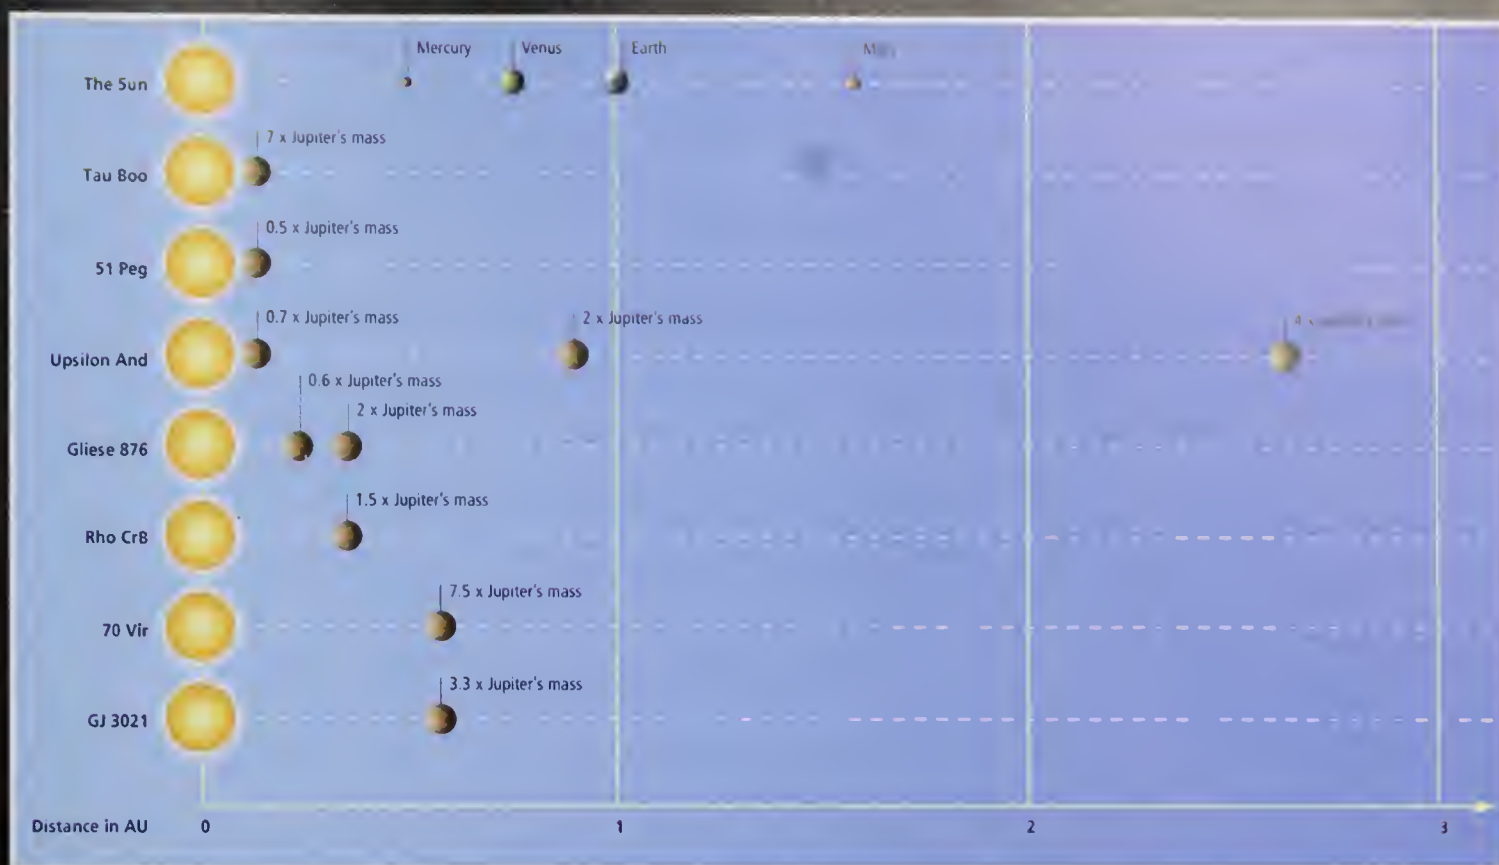 Mercury
Venus
Earth
The Sun
7 x Jupiter's mass
Tau Boo
0.5 x Jupiter's mass
51 Peg
0.7 x Jupiter's mass
2 x Jupiter's mass
4 x
Upsilon And
0.6 x Jupiter's mass
2 x Jupiter's mass
Gliese 876
1.5 x Jupiter's mass
Rho CrB
7.5 x Jupiter's mass
70 Vir
3.3 x Jupiter's mass
GJ 3021
Distance in AU
0
1
2
3